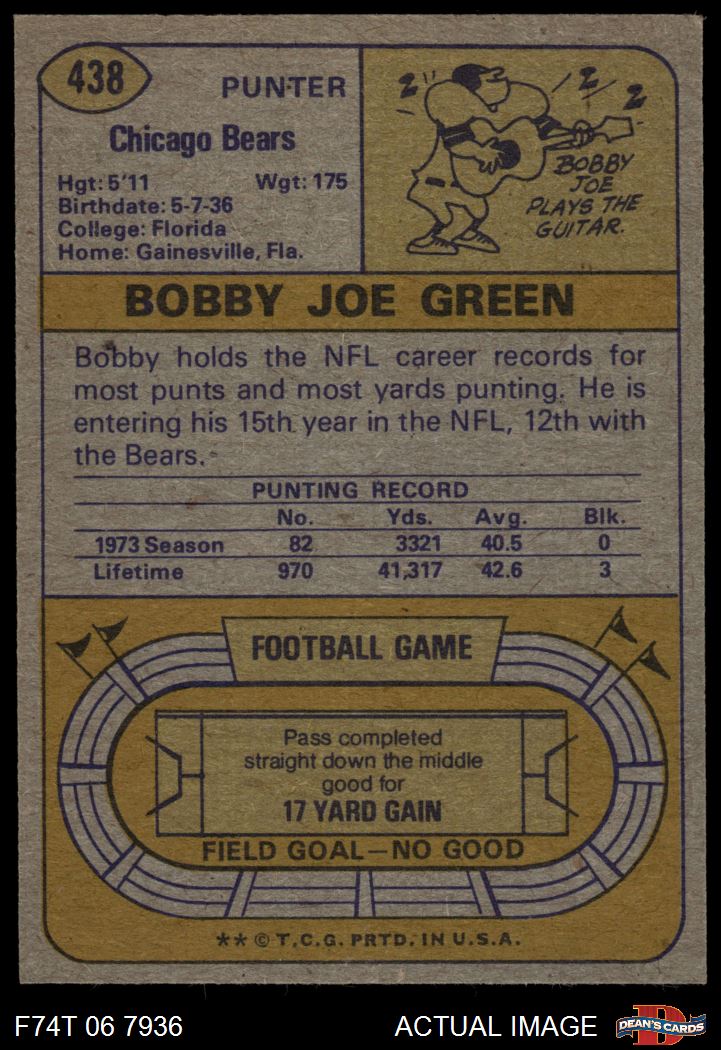 438
PUNTER
Chicago Bears
Hgt: 5'11 Wgt: 175
Birthdate: 5-7-36
College: Florida
Home: Gainesville, Fla.
Z Z Z
BOBBY
JOE
PLAYS THE
GUITAR.
BOBBY JOE GREEN
Bobby holds the NFL career records for
most punts and most yards punting. He is
entering his 15th year in the NFL, 12th with
the Bears.
PUNTING RECORD
No. Yds. Avg. Blk.
1973 Season 82 3321 40.5 0
Lifetime 970 41,317 42.6 3
FOOTBALL GAME
Pass completed
straight down the middle
good for
17 YARD GAIN
FIELD GOAL—NO GOOD
** © T.C.G. PRTD. IN U.S.A.
F74T 06 7936 ACTUAL IMAGE
D
DEAN'S CARDS